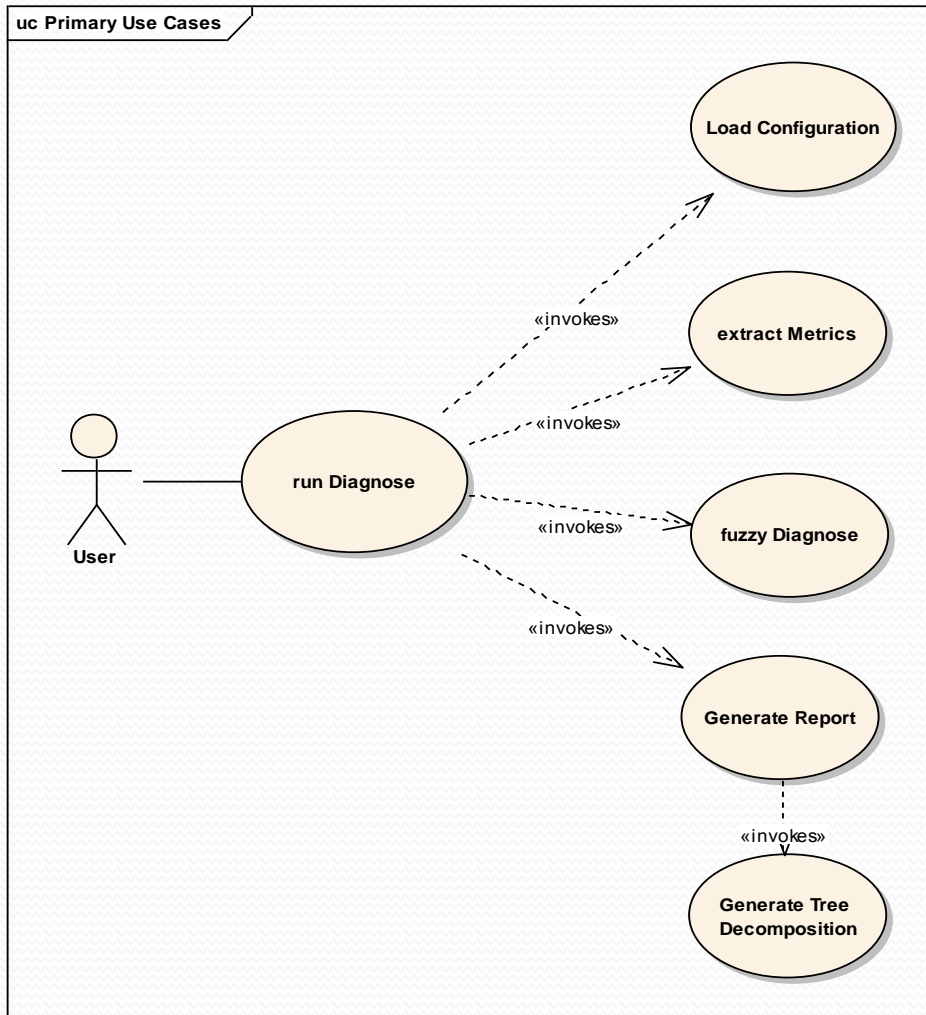 uc Primary Use Cases
Load Configuration
«invokes»
extract Metrics
«invokes»
run Diagnose
«invokes»
fuzzy Diagnose
User
«invokes»
Generate Report
«invokes»
Generate Tree
Decomposition